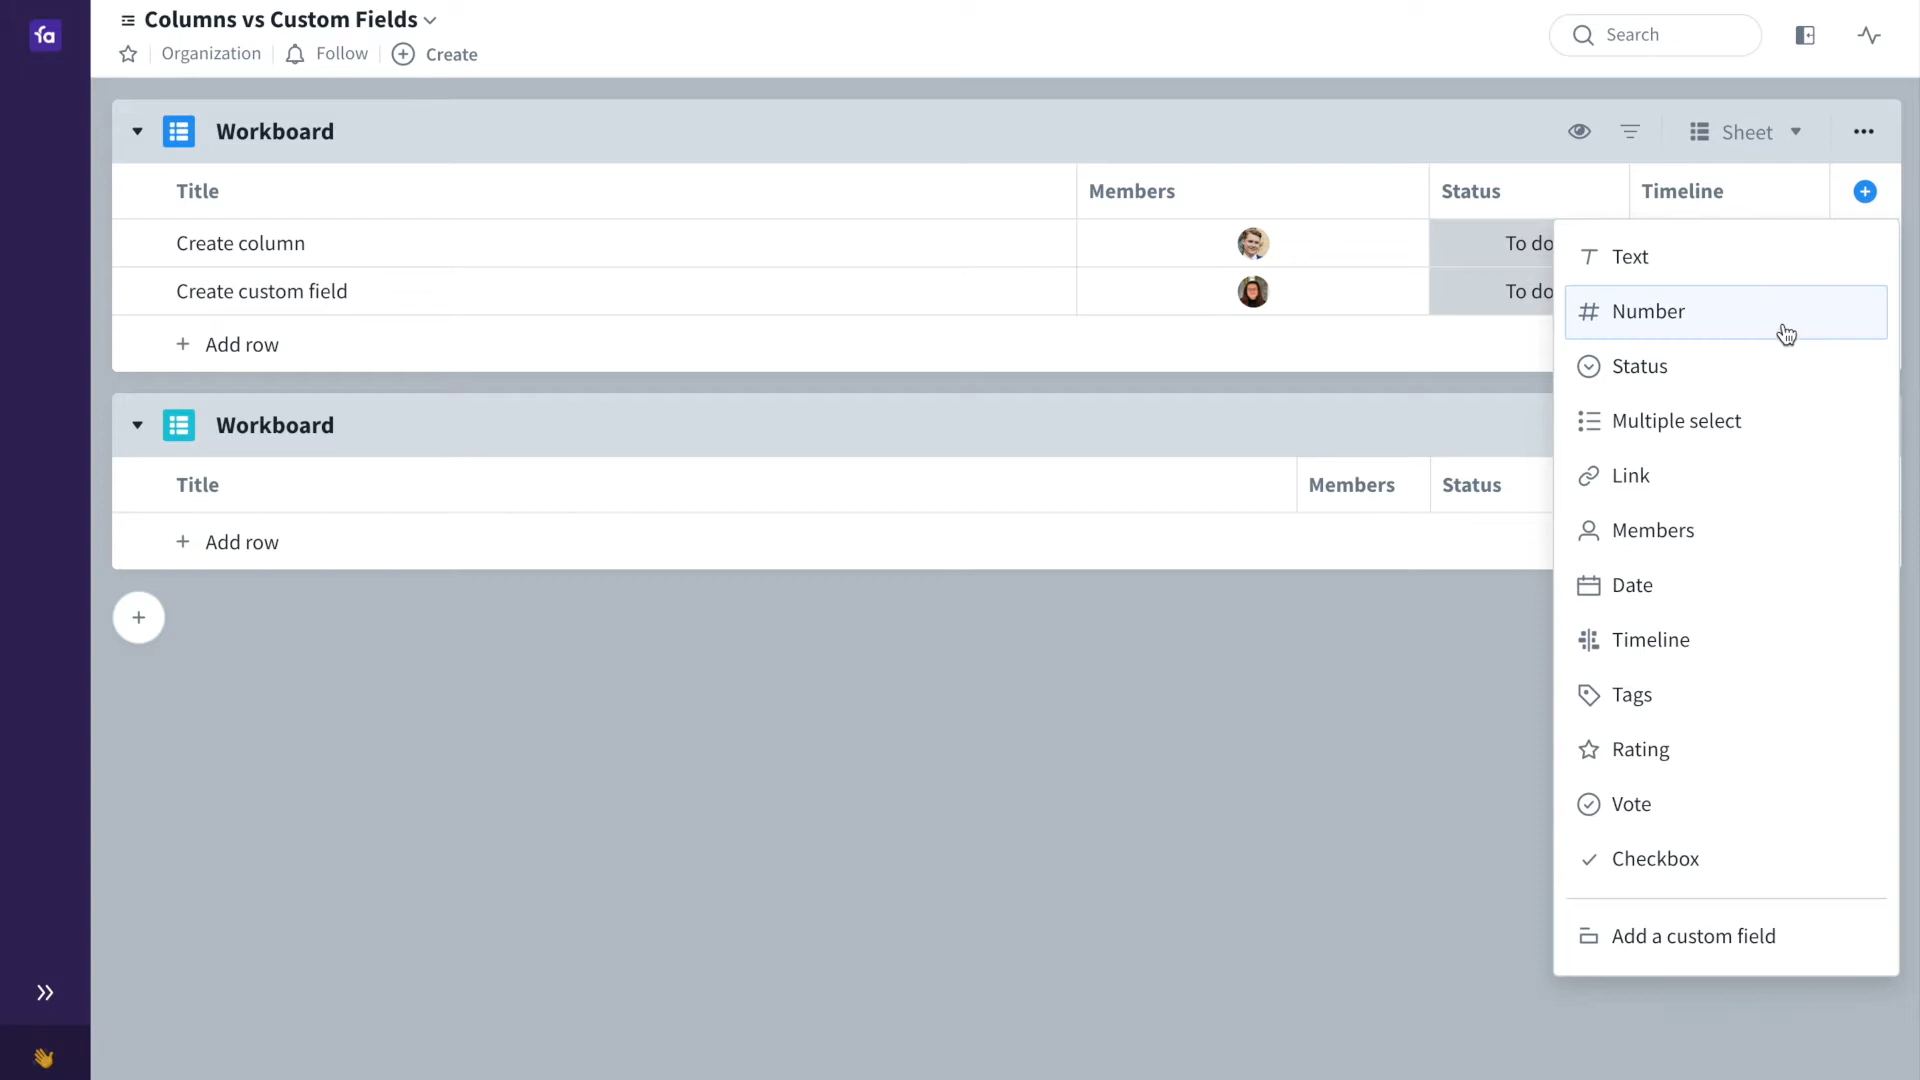 fa
Columns vs Custom Fields
Organization
Follow
Create
Search
Workboard
Sheet
Title
Members
Status
Timeline
Create column
To do
Create custom field
To do
Add row
Workboard
Title
Members
Status
Add row
Text
Number
Status
Multiple select
Link
Members
Date
Timeline
Tags
Rating
Vote
Checkbox
Add a custom field